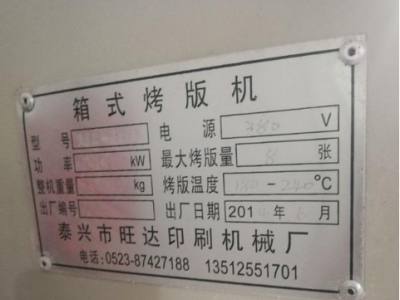 箱式烤版机
型号 电源 380 V
功率 kW 最大烤版量 8 张
整机重量 kg 烤版温度 -240℃
出厂编号 出厂日期 201 年 月
泰兴市旺达印刷机械厂
电话:0523-87427188 13512551701